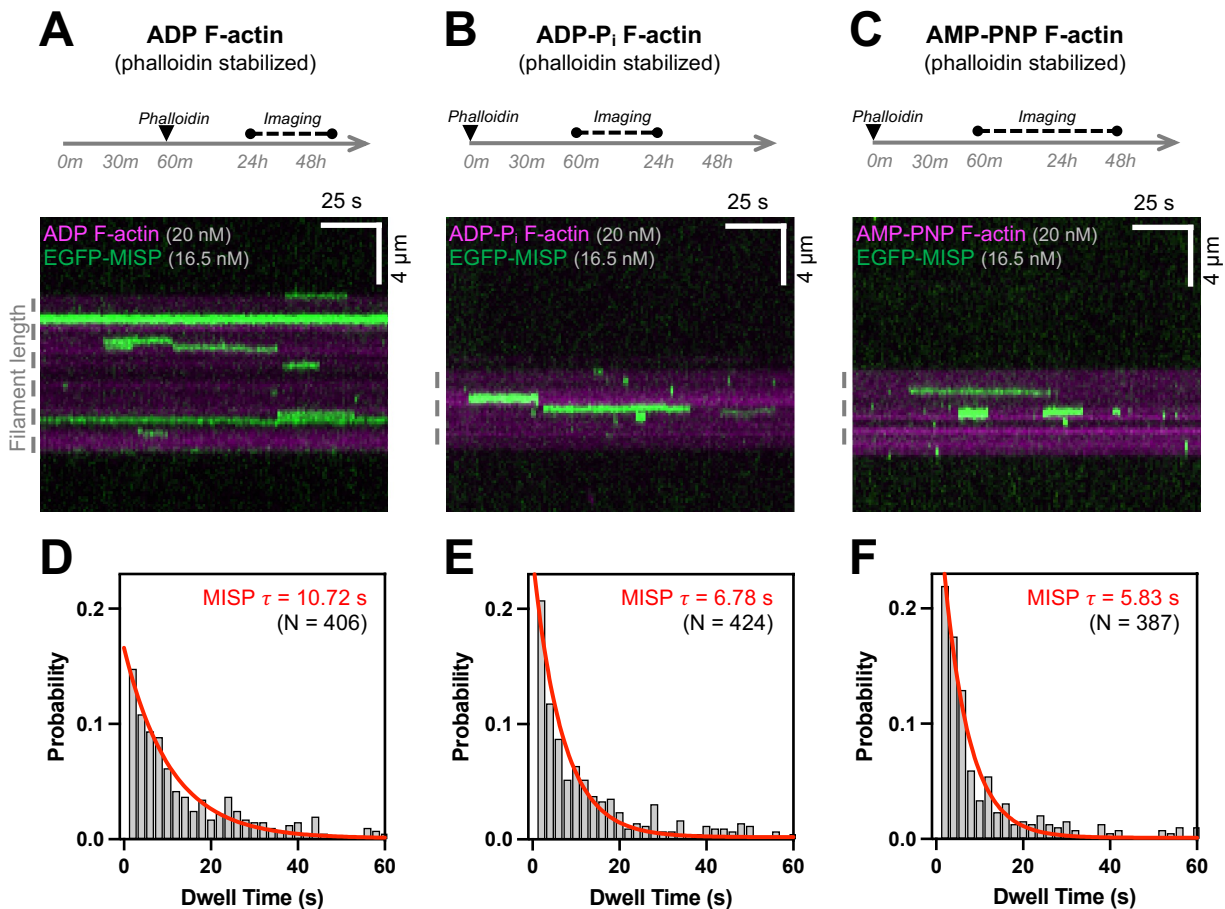 A
ADP F-actin
(phalloidin stabilized)
Phalloidin
Imaging
0m 30m 60m 24h 48h
25 s
4 µm
ADP F-actin (20 nM)
EGFP-MISP (16.5 nM)
Filament length
B
ADP-Pi F-actin
(phalloidin stabilized)
Phalloidin
Imaging
0m 30m 60m 24h 48h
25 s
4 µm
ADP-Pi F-actin (20 nM)
EGFP-MISP (16.5 nM)
C
AMP-PNP F-actin
(phalloidin stabilized)
Phalloidin
Imaging
0m 30m 60m 24h 48h
25 s
4 µm
AMP-PNP F-actin (20 nM)
EGFP-MISP (16.5 nM)
D
MISP τ = 10.72 s
(N = 406)
Probability
0.2
0.1
0.0
0 20 40 60
Dwell Time (s)
E
MISP τ = 6.78 s
(N = 424)
Probability
0.2
0.1
0.0
0 20 40 60
Dwell Time (s)
F
MISP τ = 5.83 s
(N = 387)
Probability
0.2
0.1
0.0
0 20 40 60
Dwell Time (s)